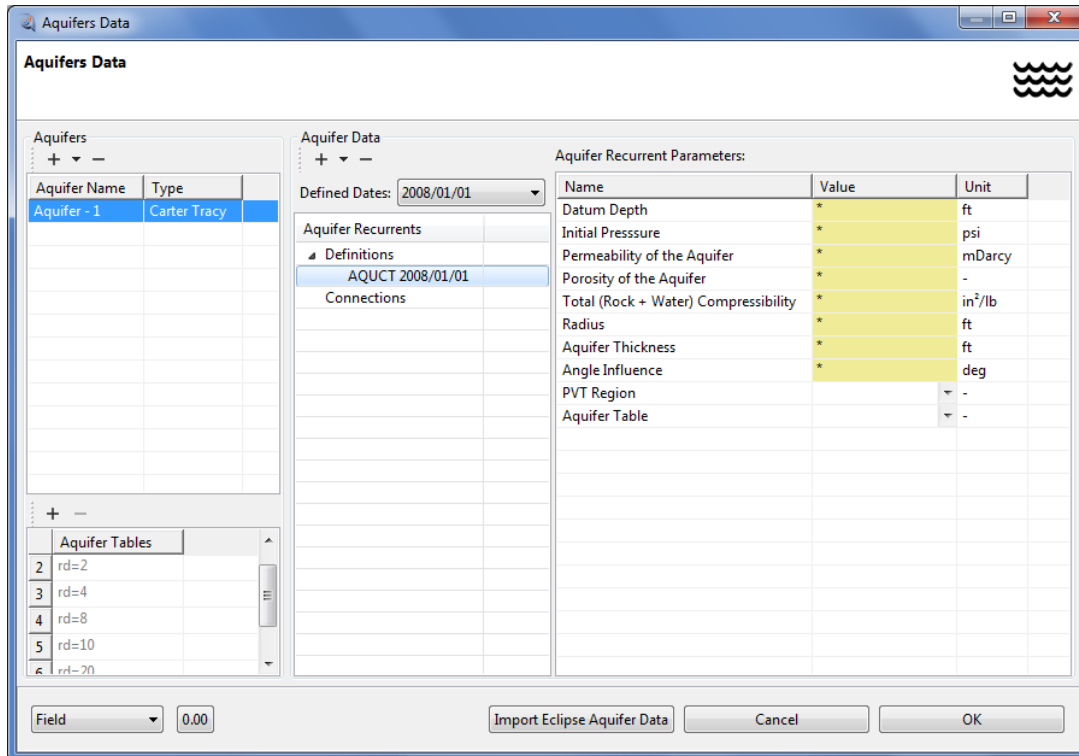 Aquifers Data
Aquifers Data
Aquifers
Aquifer Name Type
Aquifer - 1 Carter Tracy
Aquifer Tables
2 rd=2
3 rd=4
4 rd=8
5 rd=10
6 rd=20
Aquifer Data
Defined Dates: 2008/01/01
Aquifer Recurrents
Definitions
AQUCT 2008/01/01
Connections
Aquifer Recurrent Parameters:
Name Value Unit
Datum Depth * ft
Initial Presssure * psi
Permeability of the Aquifer * mDarcy
Porosity of the Aquifer * -
Total (Rock + Water) Compressibility * in²/lb
Radius * ft
Aquifer Thickness * ft
Angle Influence * deg
PVT Region -
Aquifer Table -
Field 0.00 Import Eclipse Aquifer Data Cancel OK